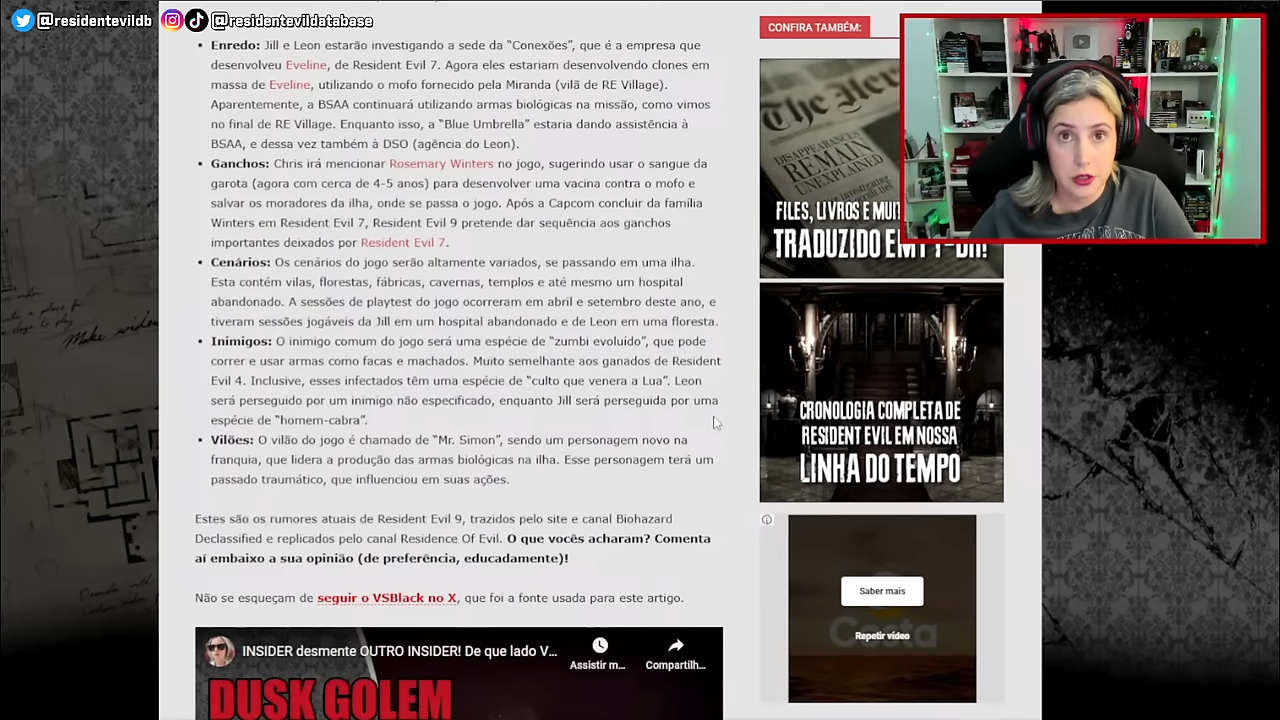 @residentevildb @residentevildatabase
• Enredo: Jill e Leon estarão investigando a sede da “Conexões”, que é a empresa que
desenvolveu Eveline, de Resident Evil 7. Agora eles estariam desenvolvendo clones em
massa de Eveline, utilizando o mofo fornecido pela Miranda (vilã de RE Village).
Aparentemente, a BSAA continuará utilizando armas biológicas na missão, como vimos
no final do RE Village. Enquanto isso, a “Blue-Umbrella” estaria dando assistência à
BSAA, e dessa vez também à DSO (agência do Leon).
• Ganchos: Chris irá mencionar Rosemary Winters no jogo, sugerindo usar o sangue da
garota (agora com cerca de 4-5 anos) para desenvolver uma vacina contra o mofo e
salvar os moradores da ilha, onde se passa o jogo. Após a Capcom concluir da família
Winters em Resident Evil 7, Resident Evil 9 pretende dar sequência aos ganchos
importantes deixados por Resident Evil 7.
• Cenários: Os cenários do jogo serão altamente variados, se passando em uma ilha.
Esta contém vilas, florestas, fábricas, cavernas, templos e até mesmo um hospital
abandonado. A sessões de playtest do jogo ocorreram em abril e setembro deste ano, e
tiveram sessões jogáveis da Jill em um hospital abandonado e de Leon em uma floresta.
• Inimigos: O inimigo comum do jogo será uma espécie de “zumbi evoluído”, que pode
correr e usar armas como facas e machados. Muito semelhante aos ganados de Resident
Evil 4. Inclusive, esses infectados têm uma espécie de “culto que venera a Lua”. Leon
será perseguido por um inimigo não especificado, enquanto Jill será perseguida por uma
espécie de “homem-cabra”.
• Vilões: O vilão do jogo é chamado de “Mr. Simon”, sendo um personagem novo na
franquia, que lidera a produção das armas biológicas na ilha. Esse personagem terá um
passado traumático, que influenciou em suas ações.
Estes são os rumores atuais de Resident Evil 9, trazidos pelo site e canal Biohazard
Declassified e replicados pelo canal Residence Of Evil. O que vocês acharam? Comenta
aí embaixo a sua opinião (de preferência, educadamente)!
Não se esqueçam de seguir o VSBlack no X, que foi a fonte usada para este artigo.
INSIDER desmente OUTRO INSIDER! De que lado V...
Assistir m...
Compartilh...
DUSK GOLEM
CONFIRA TAMBÉM:
The
DISAPPEARANCES
REMAIN
UNEXPLAINED
FILES, LIVROS E
TRADUZIDO EM
CRONOLOGIA COMPLETA DE
RESIDENT EVIL EM NOSSA
LINHA DO TEMPO
Saber mais
Costa
Repetir vídeo